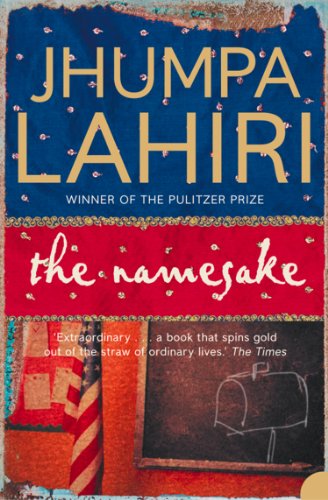 JHUMPA
LAHIRI
WINNER OF THE PULITZER PRIZE
the namesake
'Extraordinary . . . a book that spins gold
out of the straw of ordinary lives.' The Times